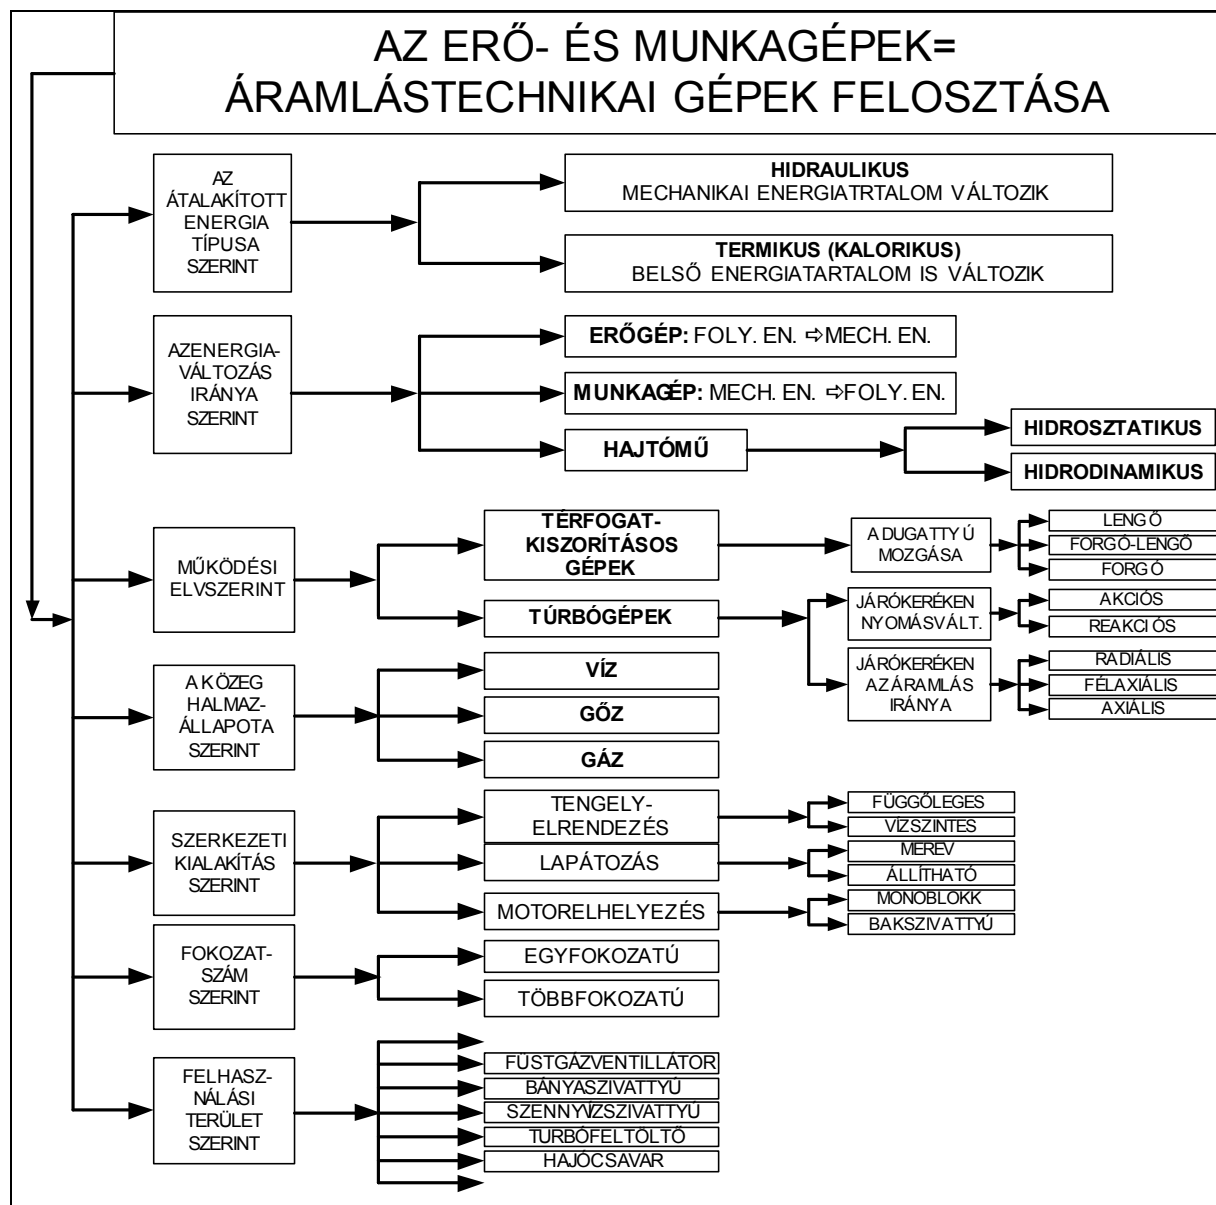 AZ ERŐ- ÉS MUNKAGÉPEK=
ÁRAMLÁSTECHNIKAI GÉPEK FELOSZTÁSA
AZ
ÁTALAKÍTOTT
ENERGIA
TÍPUSA
SZERINT
HIDRAULIKUS
MECHANIKAI ENERGIATRTALOM VÁLTOZIK
TERMIKUS (KALORIKUS)
BELSŐ ENERGIATARTALOM IS VÁLTOZIK
AZENERGIA-
VÁLTOZÁS
IRÁNYA
SZERINT
ERŐGÉP: FOLY. EN. ⇨MECH. EN.
MUNKAGÉP: MECH. EN. ⇨FOLY. EN.
HAJTÓMŰ
HIDROSZTATIKUS
HIDRODINAMIKUS
MŰKÖDÉSI
ELVSZERINT
TÉRFOGAT-
KISZORÍTÁSOS
GÉPEK
A DUGATTYÚ
MOZGÁSA
LENGŐ
FORGÓ-LENGŐ
FORGÓ
TÚRBÓGÉPEK
JÁRÓKERÉKEN
NYOMÁSVÁLT.
AKCIÓS
REAKCIÓS
JÁRÓKERÉKEN
AZ ÁRAMLÁS
IRÁNYA
RADIÁLIS
FÉLAXIÁLIS
AXIÁLIS
A KÖZEG
HALMAZ-
ÁLLAPOTA
SZERINT
VÍZ
GŐZ
GÁZ
SZERKEZETI
KIALAKÍTÁS
SZERINT
TENGELY-
ELRENDEZÉS
FÜGGŐLEGES
VÍZSZINTES
LAPÁTOZÁS
MEREV
ÁLLÍTHATÓ
MOTORELHELYEZÉS
MONOBLOKK
BAKSZIVATTYÚ
FOKOZAT-
SZÁM
SZERINT
EGYFOKOZATÚ
TÖBBFOKOZATÚ
FELHASZ-
NÁLÁSI
TERÜLET
SZERINT
FÜSTGÁZVENTILLÁTOR
BÁNYASZIVATTYÚ
SZENNYVÍZSZIVATTYÚ
TURBÓFELTÖLTŐ
HAJÓCSAVAR